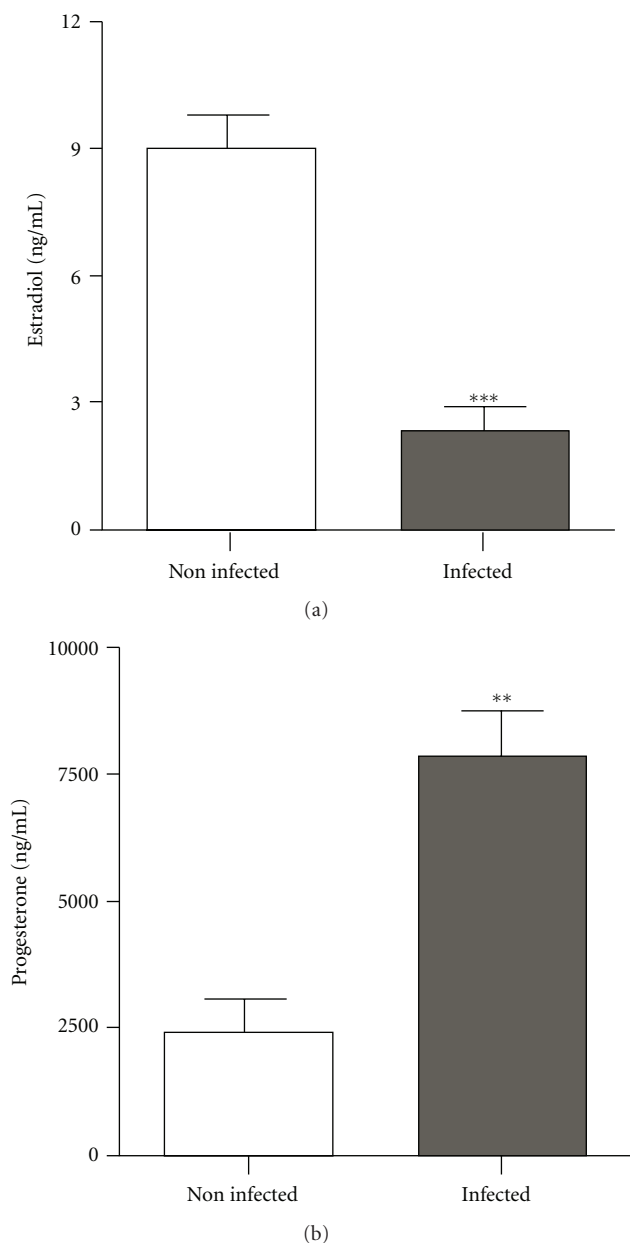 12
9
6
3
0
Estradiol (ng/mL)
***
Non infected
Infected
(a)
10000
7500
5000
2500
0
Progesterone (ng/mL)
**
Non infected
Infected
(b)